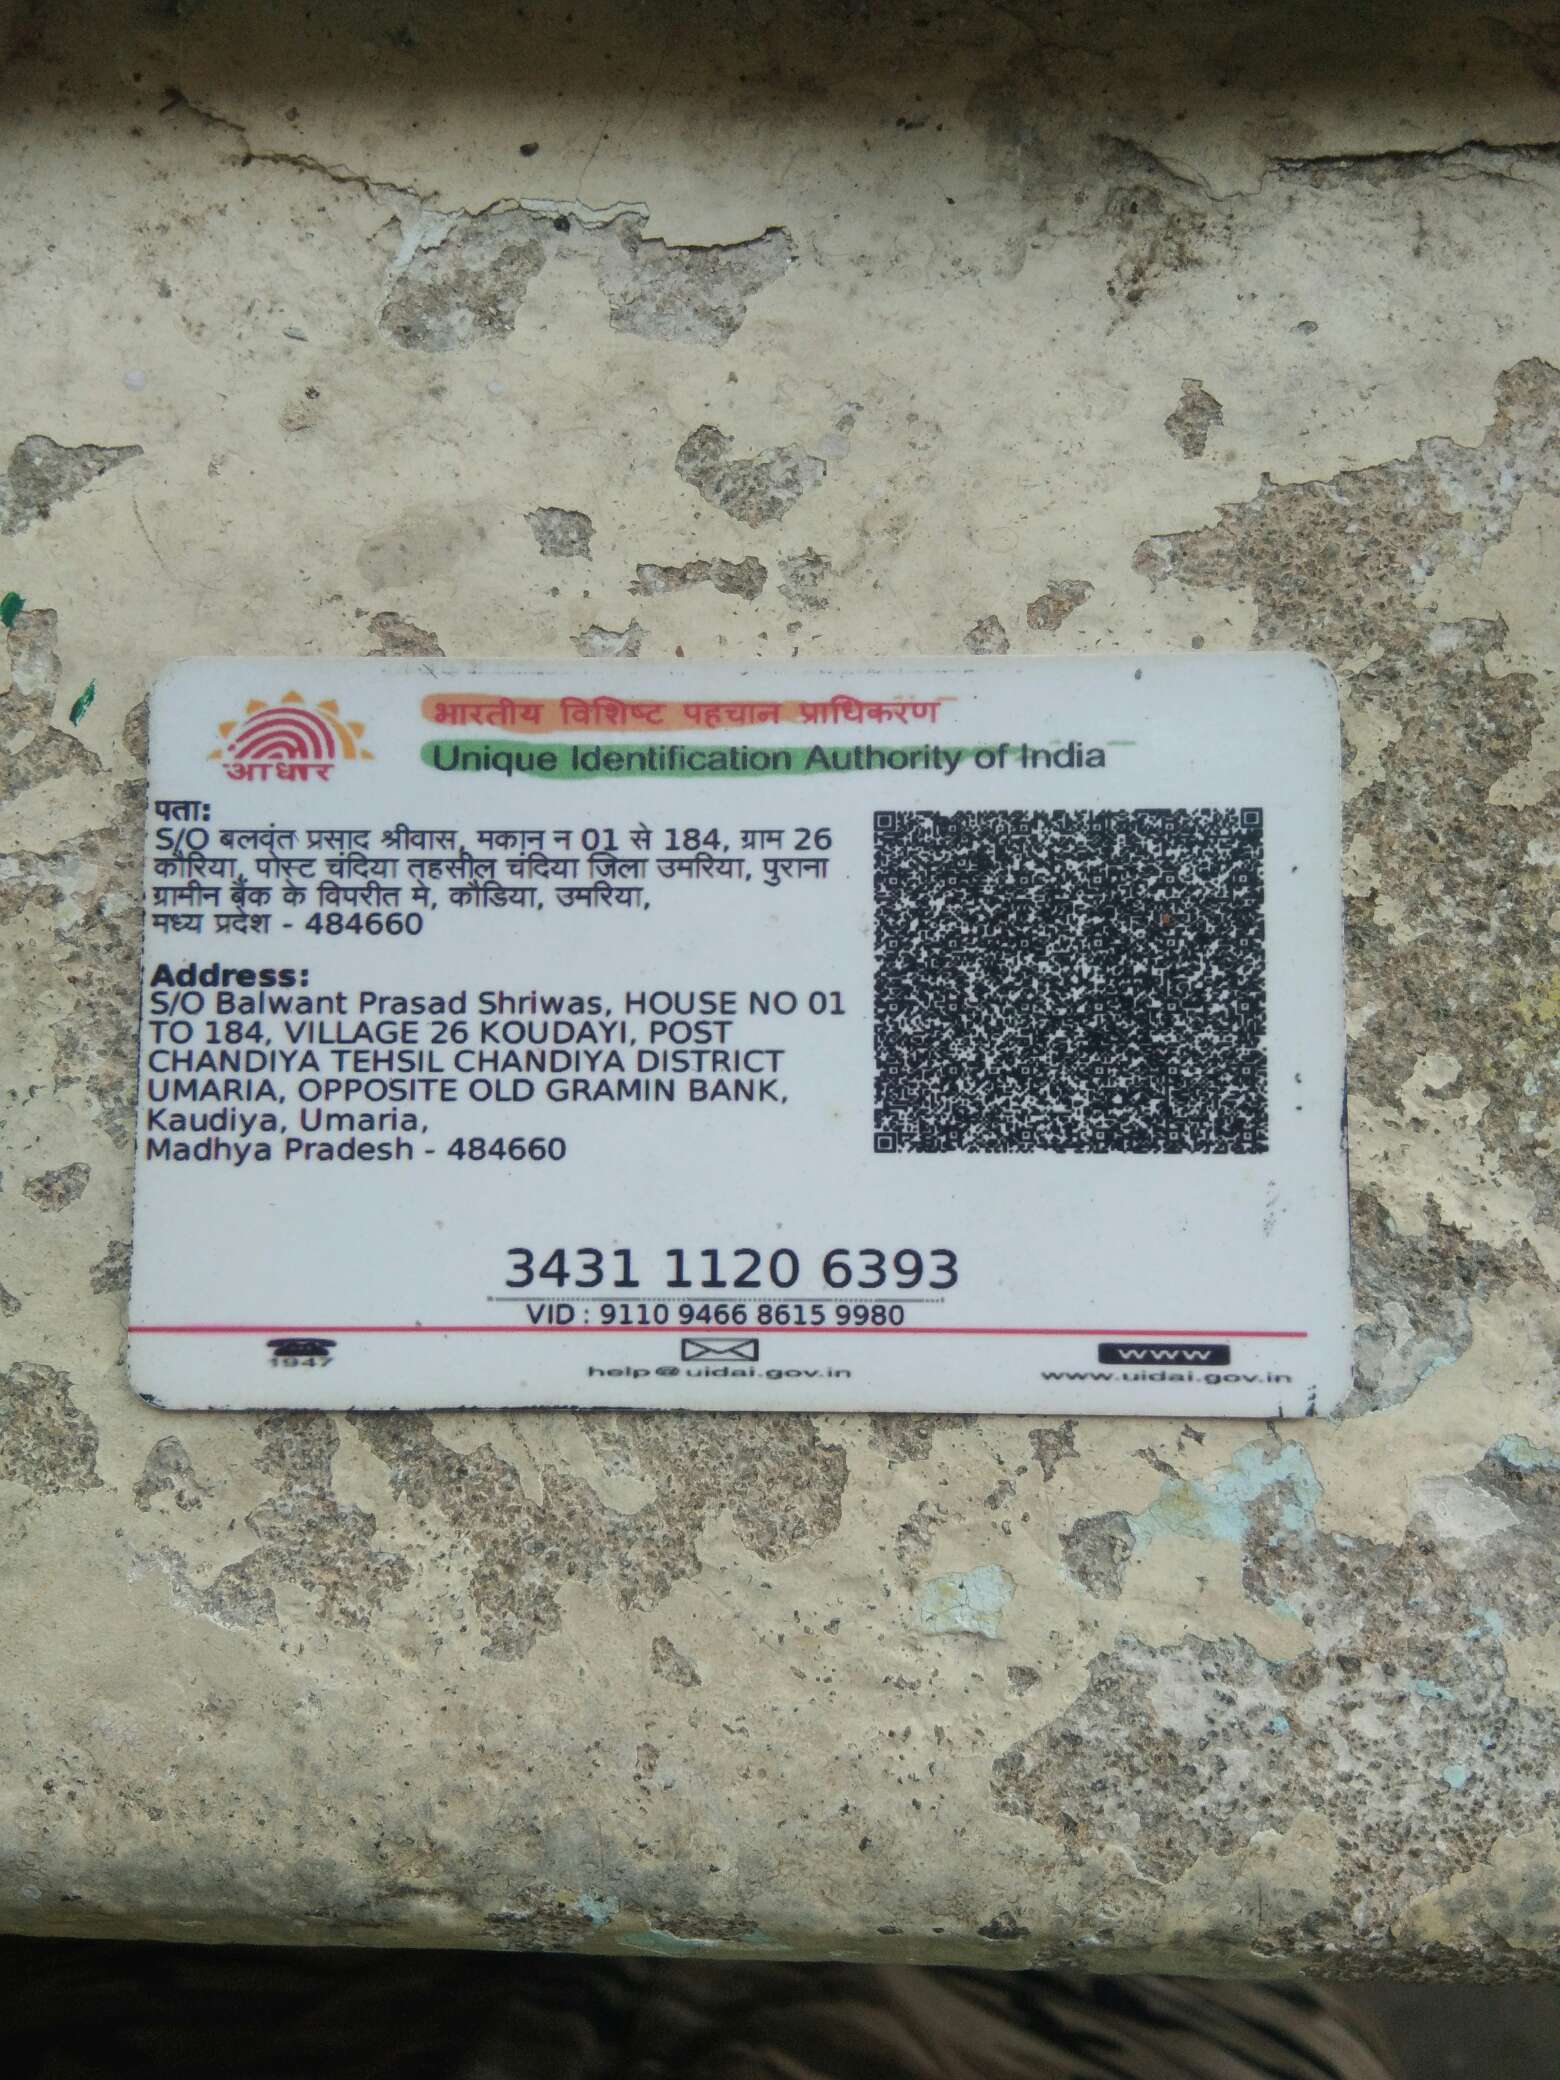 भारतीय विशिष्ट पहचान प्राधिकरण
Unique Identification Authority of India
आधार
पता:
S/O बलवंत प्रसाद श्रीवास, मकान न 01 से 184, ग्राम 26
कौरिया, पोस्ट चंदिया तहसील चंदिया जिला उमरिया, पुराना
ग्रामीन बैंक के विपरीत मे, कौडिया, उमरिया,
मध्य प्रदेश - 484660
Address:
S/O Balwant Prasad Shriwas, HOUSE NO 01
TO 184, VILLAGE 26 KOUDAYI, POST
CHANDIYA TEHSIL CHANDIYA DISTRICT
UMARIA, OPPOSITE OLD GRAMIN BANK,
Kaudiya, Umaria,
Madhya Pradesh - 484660
3431 1120 6393
VID : 9110 9466 8615 9980
1947
help@uidai.gov.in
www
www.uidai.gov.in